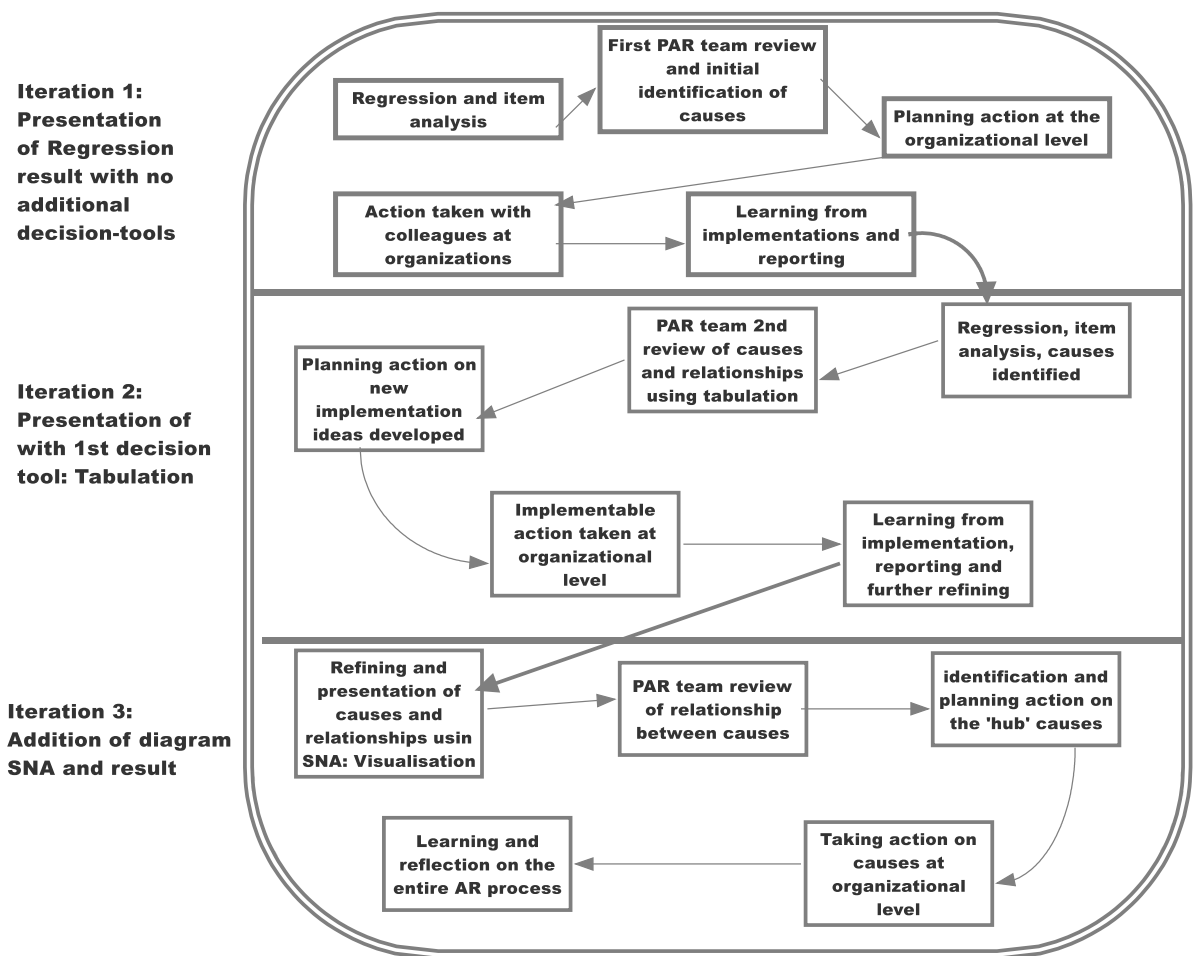 Iteration 1:
Presentation
of Regression
result with no
additional
decision-tools
Regression and item
analysis
First PAR team review
and initial
identification of
causes
Planning action at the
organizational level
Action taken with
colleagues at
organizations
Learning from
implementations and
reporting
Iteration 2:
Presentation of
with 1st decision
tool: Tabulation
Regression, item
analysis, causes
identified
PAR team 2nd
review of causes
and relationships
using tabulation
Planning action on
new
implementation
ideas developed
Implementable
action taken at
organizational
level
Learning from
implementation,
reporting and
further refining
Iteration 3:
Addition of diagram
SNA and result
Refining and
presentation of
causes and
relationships usin
SNA: Visualisation
PAR team review
of relationship
between causes
identification and
planning action on
the 'hub' causes
Taking action on
causes at
organizational
level
Learning and
reflection on the
entire AR process